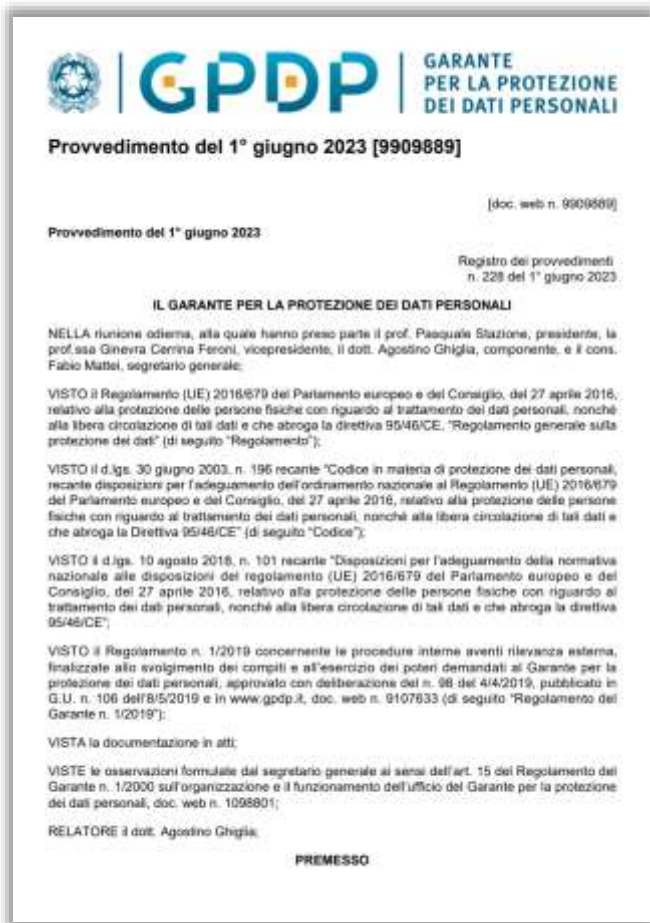 GPDP
GARANTE
PER LA PROTEZIONE
DEI DATI PERSONALI
Provvedimento del 1° giugno 2023 [9909889]
[doc. web n. 9909889]
Provvedimento del 1° giugno 2023
Registro dei provvedimenti
n. 228 del 1° giugno 2023
IL GARANTE PER LA PROTEZIONE DEI DATI PERSONALI
NELLA riunione odierna, alla quale hanno preso parte il prof. Pasquale Stazione, presidente, la
prof.ssa Ginevra Cerrina Feroni, vicepresidente, il dott. Agostino Ghiglia, componente, e il cons.
Fabio Mattei, segretario generale;
VISTO il Regolamento (UE) 2016/679 del Parlamento europeo e del Consiglio, del 27 aprile 2016,
relativo alla protezione delle persone fisiche con riguardo al trattamento dei dati personali, nonché
alla libera circolazione di tali dati e che abroga la direttiva 95/46/CE, "Regolamento generale sulla
protezione dei dati" (di seguito "Regolamento");
VISTO il d.lgs. 30 giugno 2003, n. 196 recante "Codice in materia di protezione dei dati personali,
recante disposizioni per l'adeguamento dell'ordinamento nazionale al Regolamento (UE) 2016/679
del Parlamento europeo e del Consiglio, del 27 aprile 2016, relativo alla protezione delle persone
fisiche con riguardo al trattamento dei dati personali, nonché alla libera circolazione di tali dati e
che abroga la Direttiva 95/46/CE" (di seguito "Codice");
VISTO il d.lgs. 10 agosto 2018, n. 101 recante "Disposizioni per l'adeguamento della normativa
nazionale alle disposizioni del regolamento (UE) 2016/679 del Parlamento europeo e del
Consiglio, del 27 aprile 2016, relativo alla protezione delle persone fisiche con riguardo al
trattamento dei dati personali, nonché alla libera circolazione di tali dati e che abroga la direttiva
95/46/CE";
VISTO il Regolamento n. 1/2019 concernente le procedure interne aventi rilevanza esterna,
finalizzate allo svolgimento dei compiti e all'esercizio dei poteri demandati al Garante per la
protezione dei dati personali, approvato con deliberazione del n. 98 del 4/4/2019, pubblicato in
G.U. n. 106 dell'8/5/2019 e in www.gpdp.it, doc. web n. 9107633 (di seguito "Regolamento del
Garante n. 1/2019");
VISTA la documentazione in atti;
VISTE le osservazioni formulate dal segretario generale ai sensi dell'art. 15 del Regolamento del
Garante n. 1/2000 sull'organizzazione e il funzionamento dell'ufficio del Garante per la protezione
dei dati personali, doc. web n. 1098801;
RELATORE il dott. Agostino Ghiglia;
PREMESSO